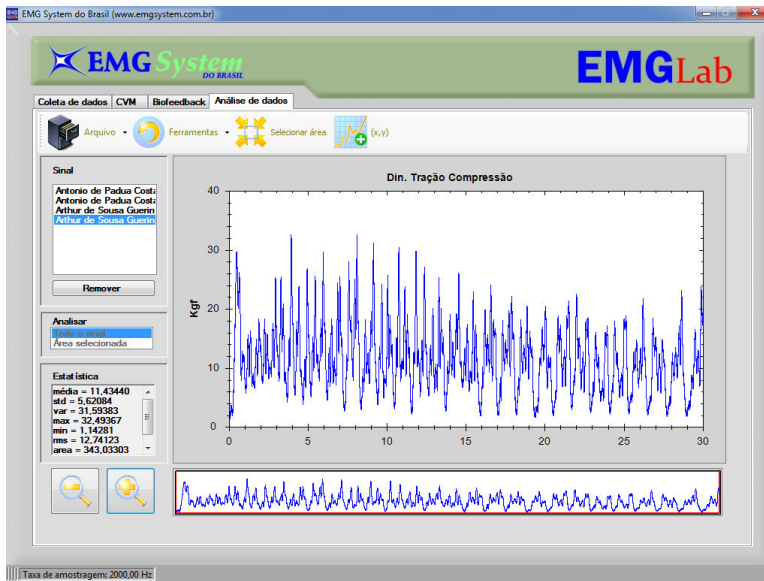 EMG System do Brasil (www.emgsystem.com.br)
EMG System
DO BRASIL
EMGLab
Coleta de dados CVM Biofeedback Análise de dados
Arquivo Ferramentas Selecionar área (x,y)
Sinal
Antonio de Padua Costa
Antonio de Padua Costa
Arthur de Sousa Guerin
Arthur de Sousa Guerin
Remover
Analisar
Todo o sinal
Área selecionada
Estatística
média = 11,43440
std = 5,62084
var = 31,59383
max = 32,49367
min = 1,14281
rms = 12,74123
area = 343,03303
Din. Tração Compressão
Kgf
40
30
20
10
0
0 5 10 15 20 25 30
Taxa de amostragem: 2000,00 Hz